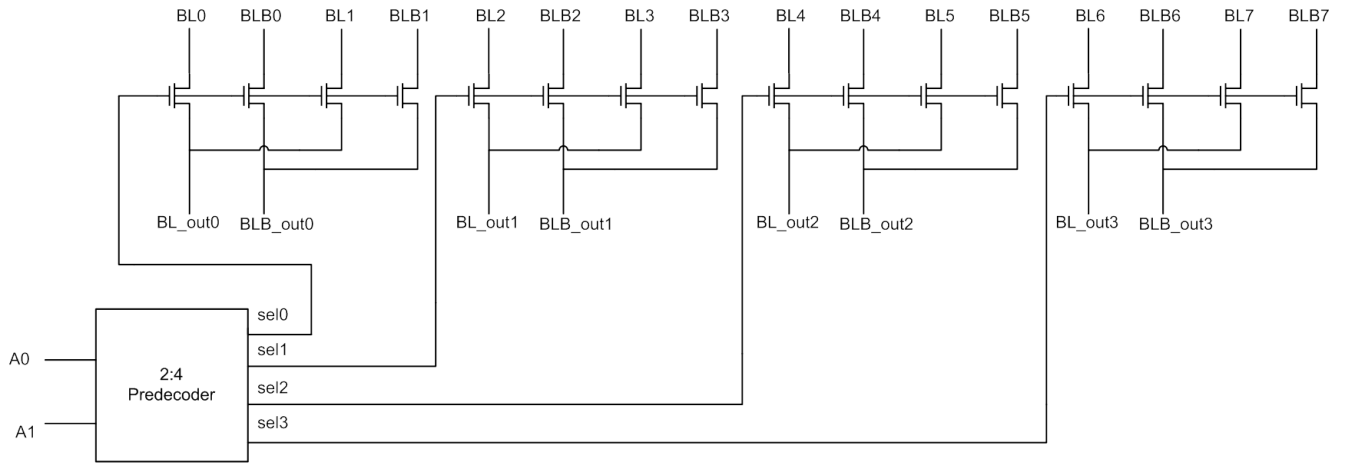 BL0 BLB0 BL1 BLB1 BL2 BLB2 BL3 BLB3 BL4 BLB4 BL5 BLB5 BL6 BLB6 BL7 BLB7
BL_out0 BLB_out0 BL_out1 BLB_out1 BL_out2 BLB_out2 BL_out3 BLB_out3
sel0
sel1
A0
2:4
Predecoder
sel2
sel3
A1